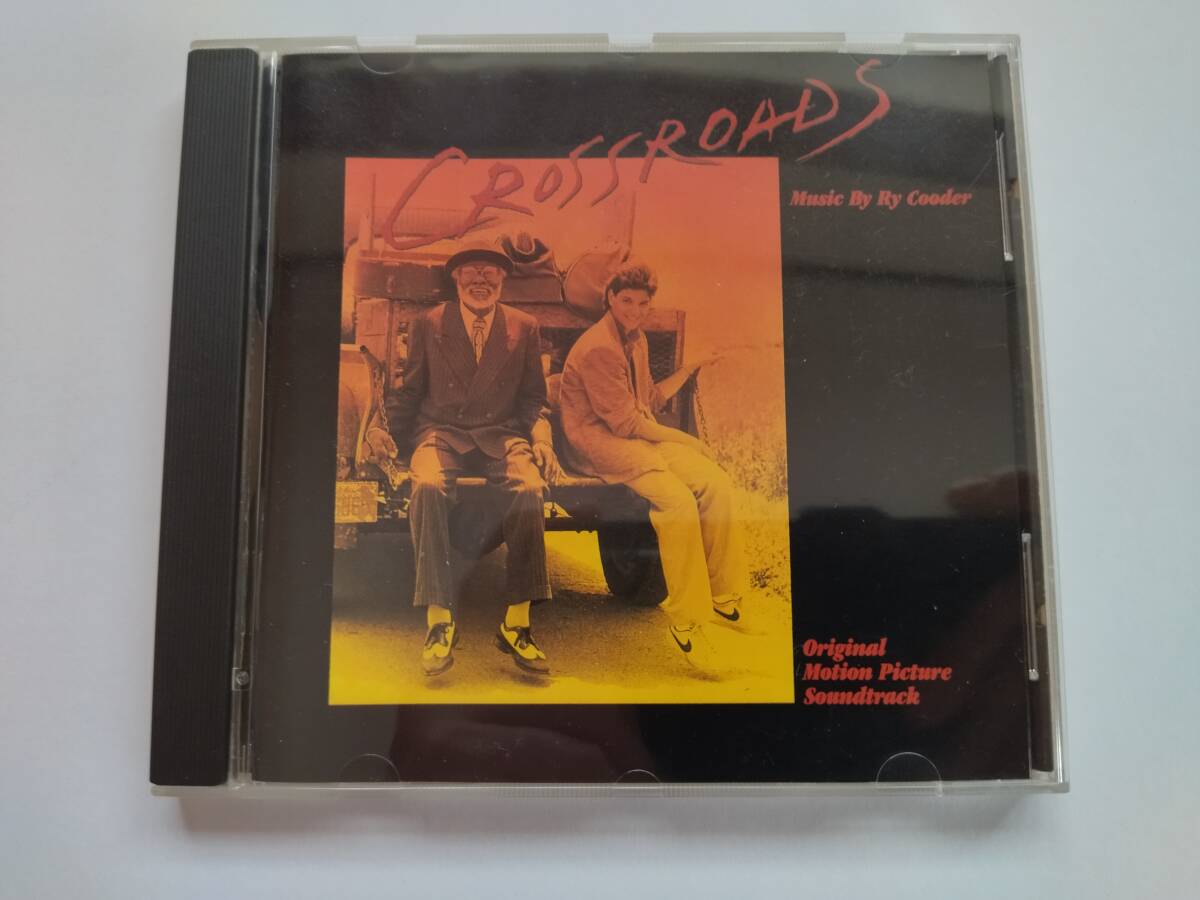 CROSSROADS
Music By Ry Cooder
Original
Motion Picture
Soundtrack